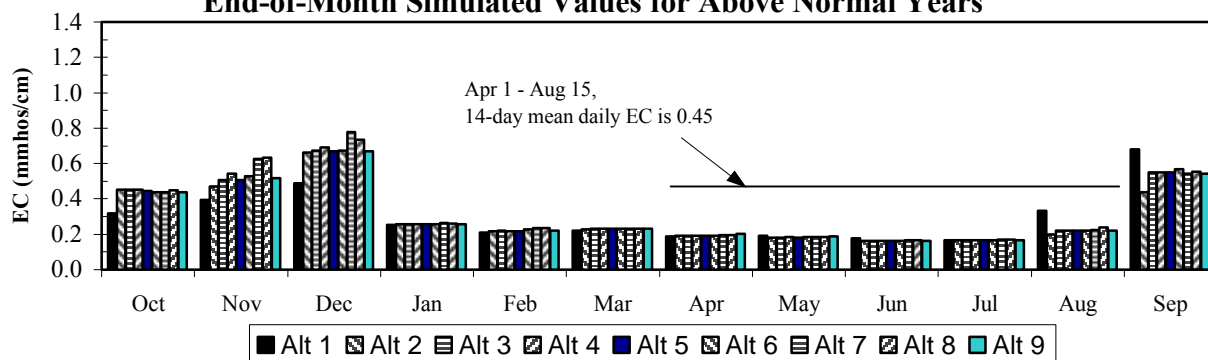 End-of-Month Simulated Values for Above Normal Years
EC (mmhos/cm)
1.4
1.2
1.0
0.8
0.6
0.4
0.2
0.0
Apr 1 - Aug 15,
14-day mean daily EC is 0.45
Oct Nov Dec Jan Feb Mar Apr May Jun Jul Aug Sep
Alt 1 Alt 2 Alt 3 Alt 4 Alt 5 Alt 6 Alt 7 Alt 8 Alt 9